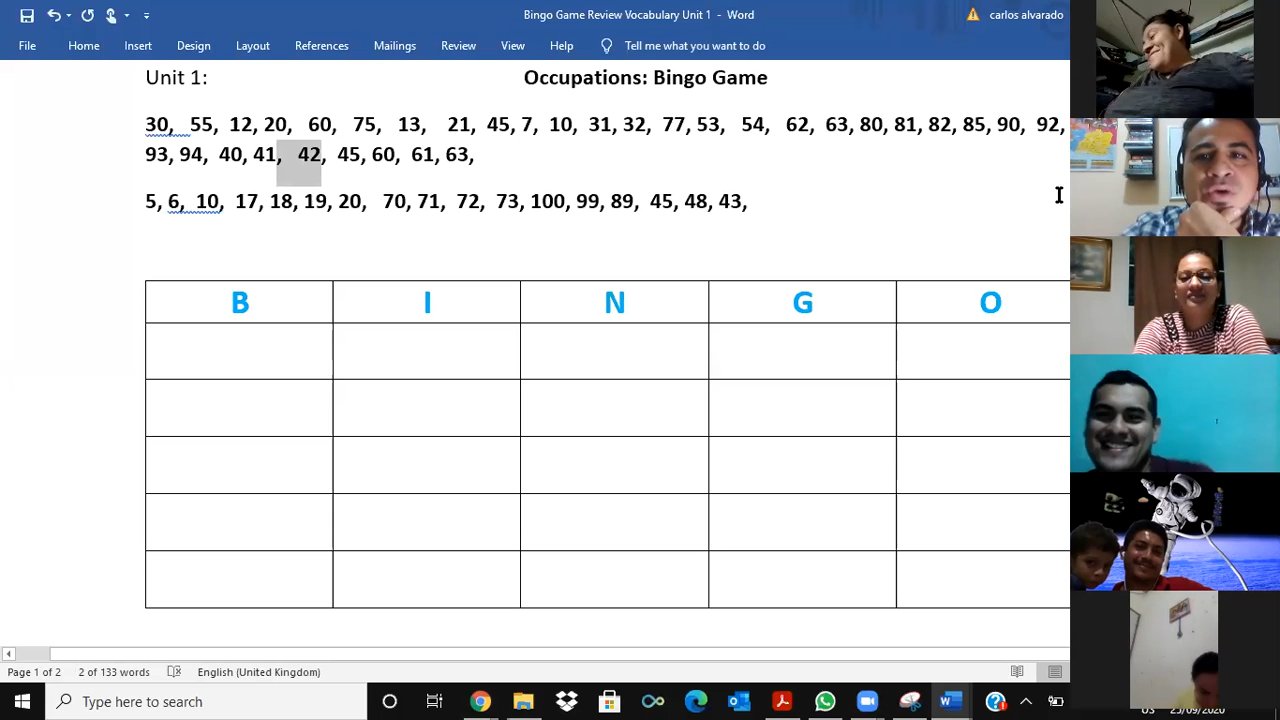 Bingo Game Review Vocabulary Unit 1 - Word
carlos alvarado
File Home Insert Design Layout References Mailings Review View Help Tell me what you want to do
Unit 1: Occupations: Bingo Game
30, 55, 12, 20, 60, 75, 13, 21, 45, 7, 10, 31, 32, 77, 53, 54, 62, 63, 80, 81, 82, 85, 90, 92,
93, 94, 40, 41, 42, 45, 60, 61, 63,
5, 6, 10, 17, 18, 19, 20, 70, 71, 72, 73, 100, 99, 89, 45, 48, 43,
B I N G O
Page 1 of 2 2 of 133 words English (United Kingdom)
Type here to search
US 25/09/2020